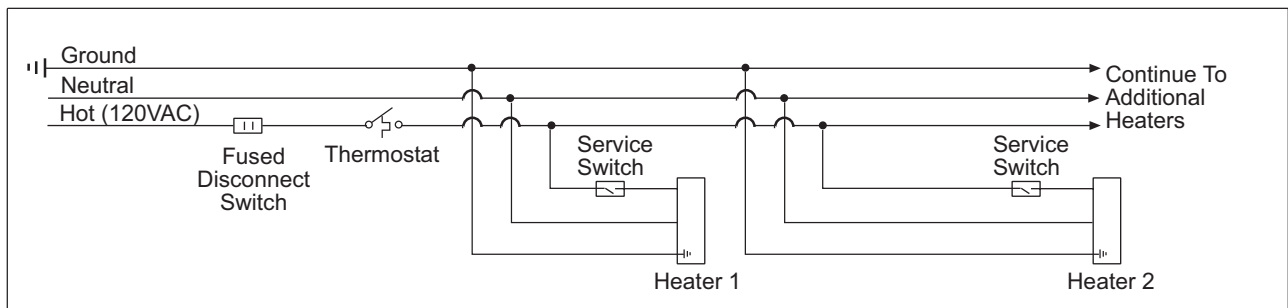 Ground
Neutral
Hot (120VAC)
Fused
Disconnect
Switch
Thermostat
Service
Switch
Heater 1
Service
Switch
Heater 2
Continue To
Additional
Heaters